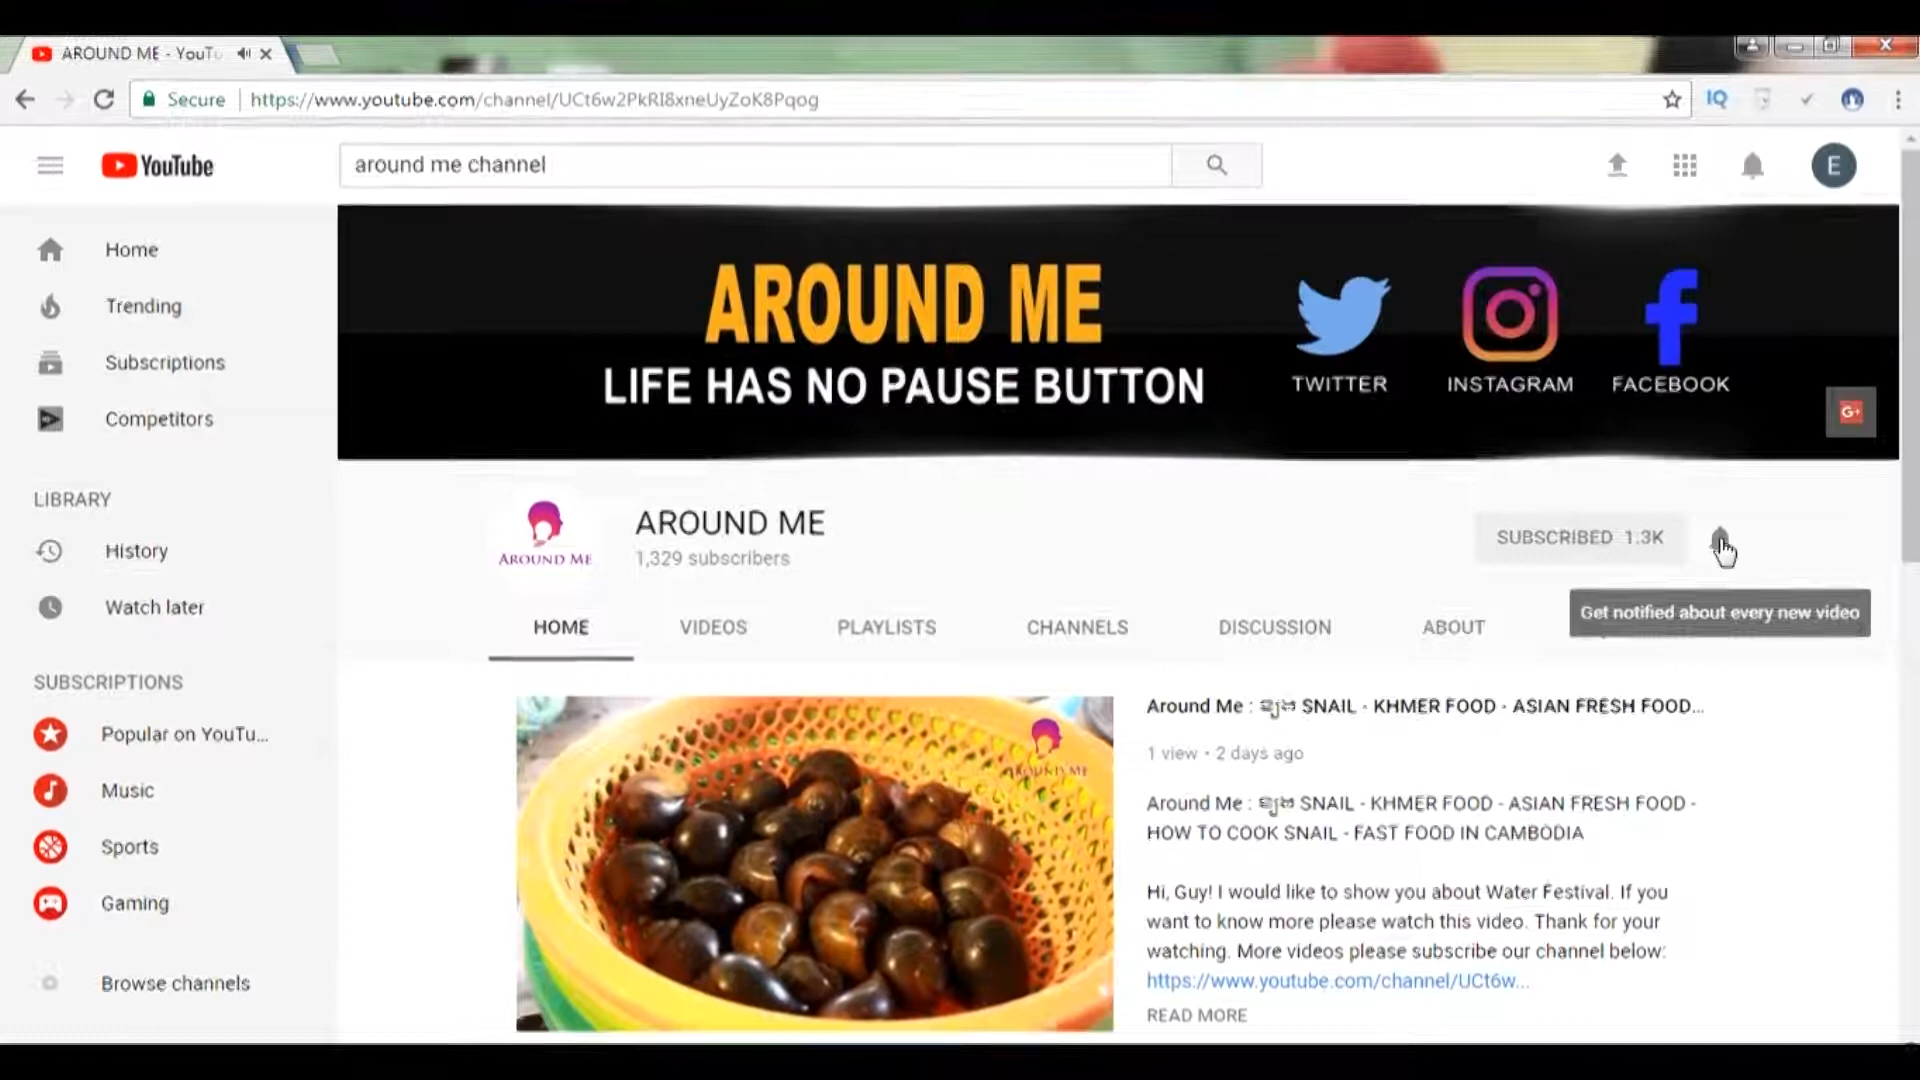 AROUND ME - YouTu
Secure
https://www.youtube.com/channel/UCt6w2PkRI8xneUyZoK8Pqog
IQ
YouTube
around me channel
E
Home
Trending
Subscriptions
Competitors
LIBRARY
History
Watch later
SUBSCRIPTIONS
Popular on YouTu...
Music
Sports
Gaming
Browse channels
AROUND ME
LIFE HAS NO PAUSE BUTTON
TWITTER
INSTAGRAM
FACEBOOK
G+
AROUND ME
AROUND ME
1,329 subscribers
SUBSCRIBED 1.3K
Get notified about every new video
HOME
VIDEOS
PLAYLISTS
CHANNELS
DISCUSSION
ABOUT
AROUND ME
Around Me : SNAIL - KHMER FOOD - ASIAN FRESH FOOD...
1 view • 2 days ago
Around Me : SNAIL - KHMER FOOD - ASIAN FRESH FOOD -
HOW TO COOK SNAIL - FAST FOOD IN CAMBODIA
Hi, Guy! I would like to show you about Water Festival. If you
want to know more please watch this video. Thank for your
watching. More videos please subscribe our channel below:
https://www.youtube.com/channel/UCt6w...
READ MORE